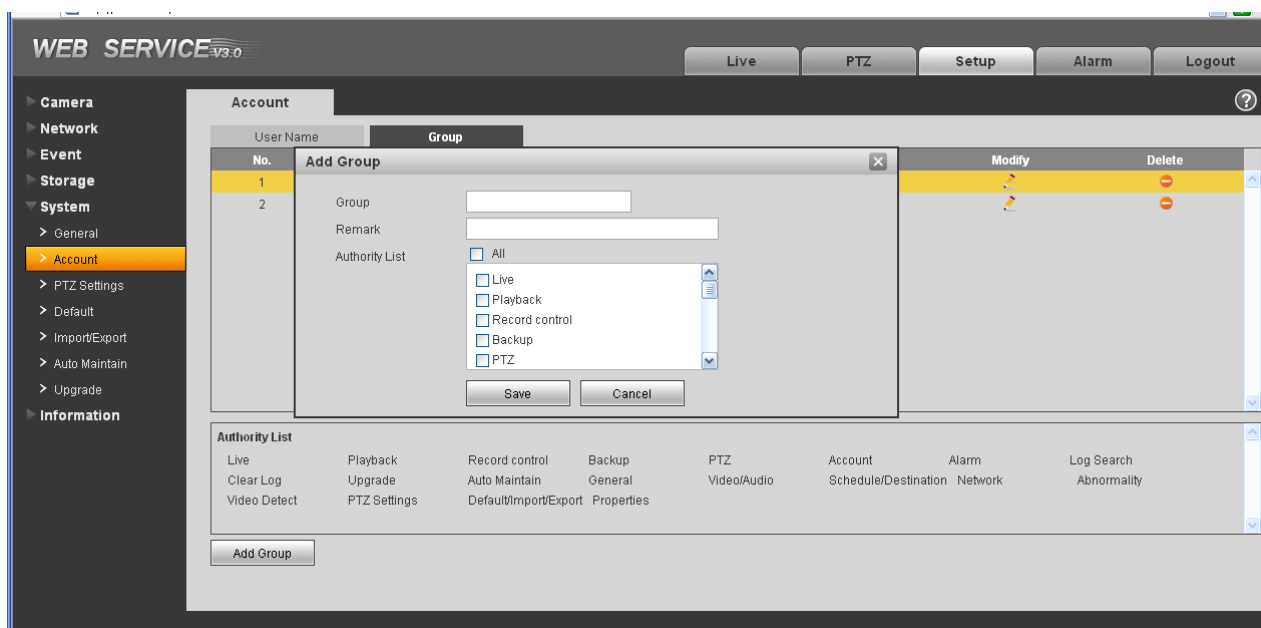 WEB SERVICE V3.0
Live PTZ Setup Alarm Logout
Camera
Network
Event
Storage
System
General
Account
PTZ Settings
Default
Import/Export
Auto Maintain
Upgrade
Information
Account
User Name Group
No. Modify Delete
1
2
Add Group
Group
Remark
Authority List All
Live
Playback
Record control
Backup
PTZ
Save Cancel
Authority List
Live Playback Record control Backup PTZ Account Alarm Log Search
Clear Log Upgrade Auto Maintain General Video/Audio Schedule/Destination Network Abnormality
Video Detect PTZ Settings Default/Import/Export Properties
Add Group